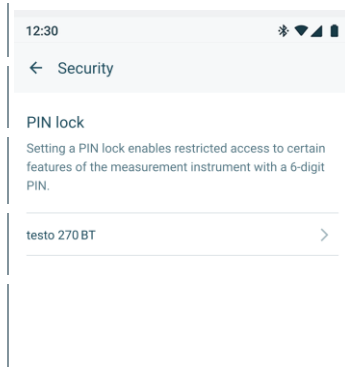 12:30
Security
PIN lock
Setting a PIN lock enables restricted access to certain
features of the measurement instrument with a 6-digit
PIN.
testo 270 BT